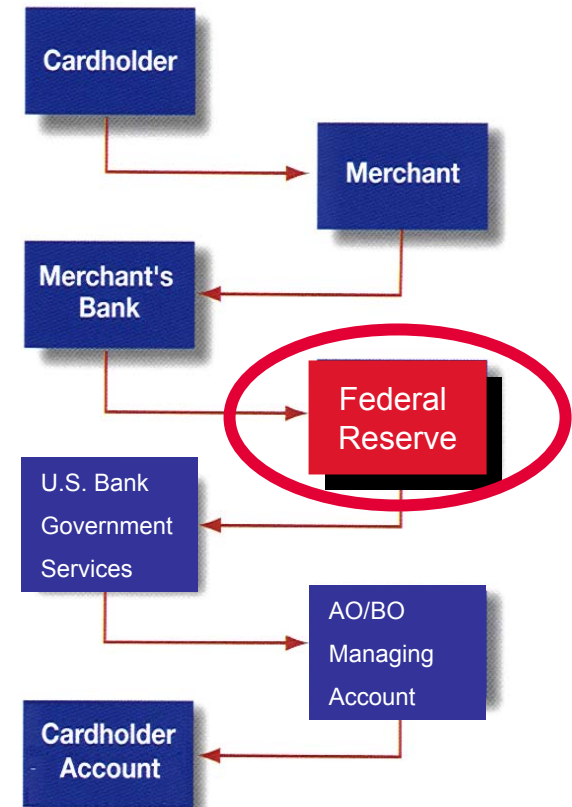 Cardholder
Merchant
Merchant's
Bank
Federal
Reserve
U.S. Bank
Government
Services
AO/BO
Managing
Account
Cardholder
Account